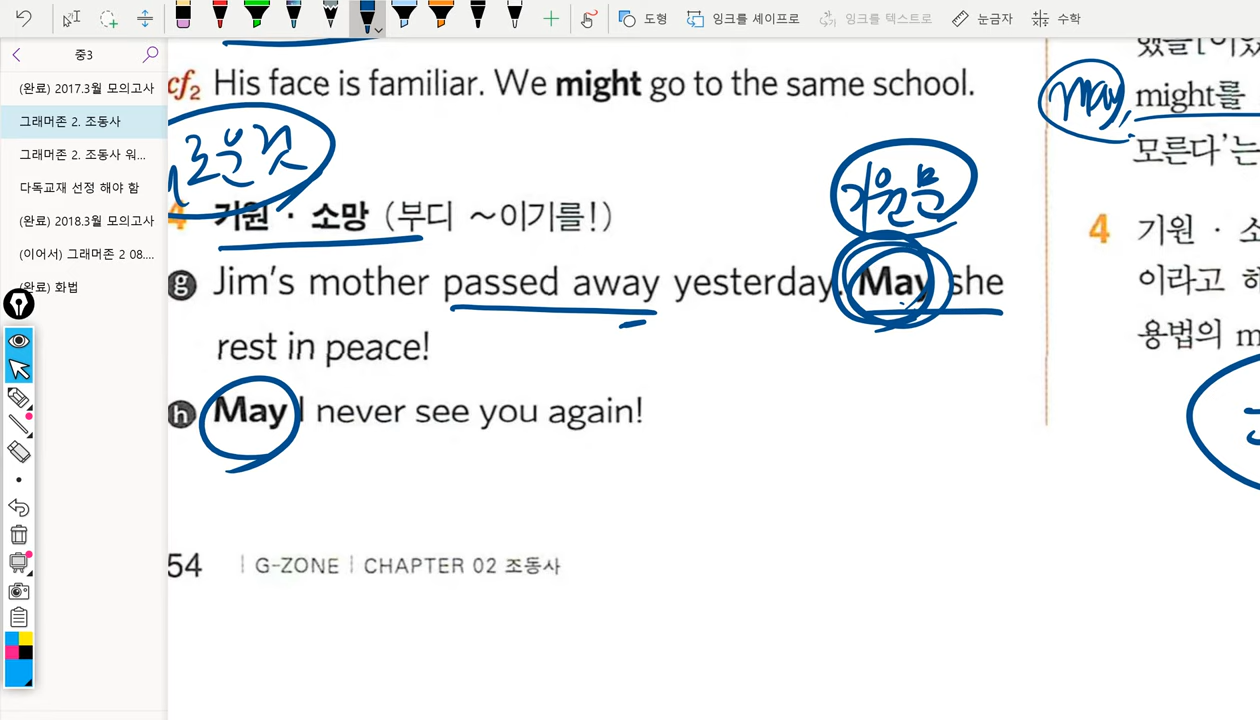 도형
잉크를 셰이프로
잉크를 텍스트로
눈금자
수학
중3
(완료) 2017.3월 모의고사
그래머존 2. 조동사
그래머존 2. 조동사 워...
다독교재 선정 해야 함
(완료) 2018.3월 모의고사
(이어서) 그래머존 2 08....
(완료) 화법
cf2 His face is familiar. We might go to the same school.
로운 것
4 기원 · 소망 (부디 ~이기를!)
기원문
g Jim's mother passed away yesterday. May she
rest in peace!
h May I never see you again!
54 | G-ZONE | CHAPTER 02 조동사
may, might를
모른다'는
4 기원 · 소
이라고 하
용법의 m